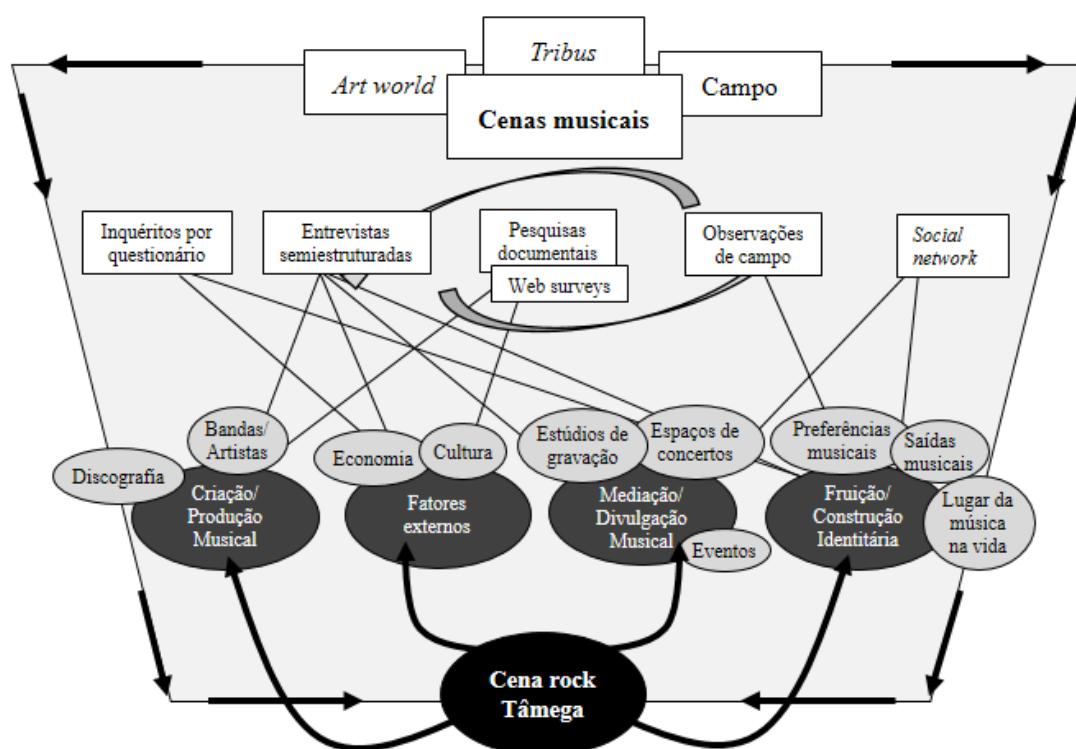 Tribus
Art world
Campo
Cenas musicais
Inquéritos por
questionário
Entrevistas
semiestruturadas
Pesquisas
documentais
Web surveys
Observações
de campo
Social
network
Bandas/
Artistas
Discografía
Criação/
Produção
Musical
Economia
Cultura
Fatores
externos
Estúdios de
gravação
Espaços de
concertos
Mediação/
Divulgação
Musical
Eventos
Preferências
musicais
Saídas
musicais
Fruição/
Construção
Identitária
Lugar da
música
na vida
Cena rock
Tâmega